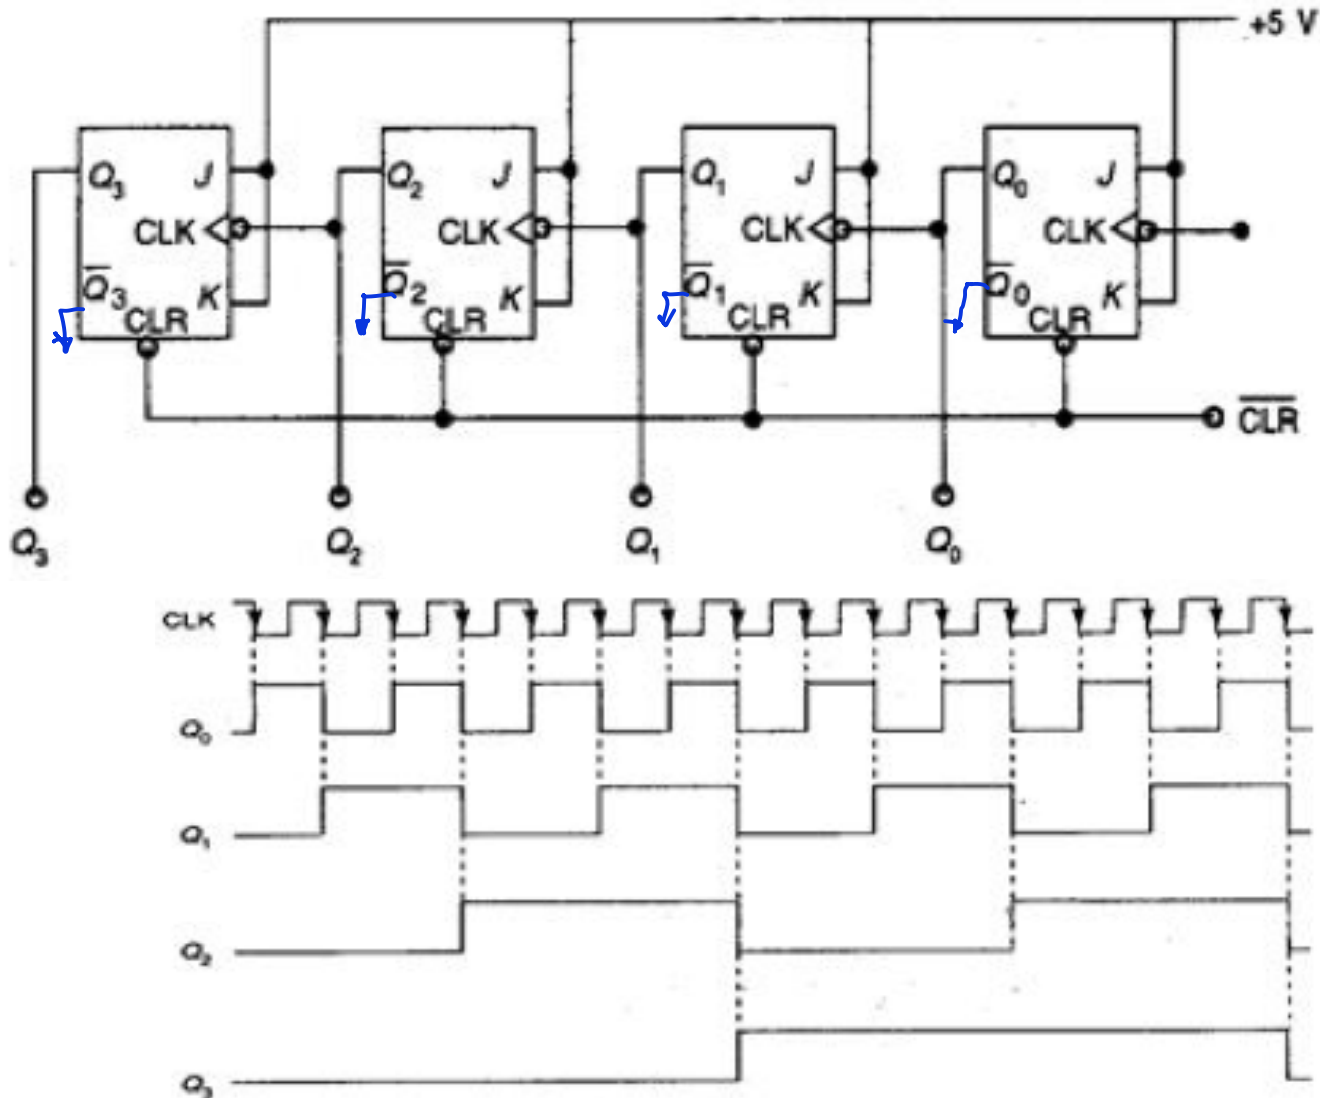 +5 V
Q₃ J Q₂ J Q₁ J Q₀ J
CLK CLK CLK CLK
Q̅₃ K Q̅₂ K Q̅₁ K Q̅₀ K
CLR CLR CLR CLR
C̅L̅R̅
Q₃ Q₂ Q₁ Q₀
CLK
Q₀
Q₁
Q₂
Q₃